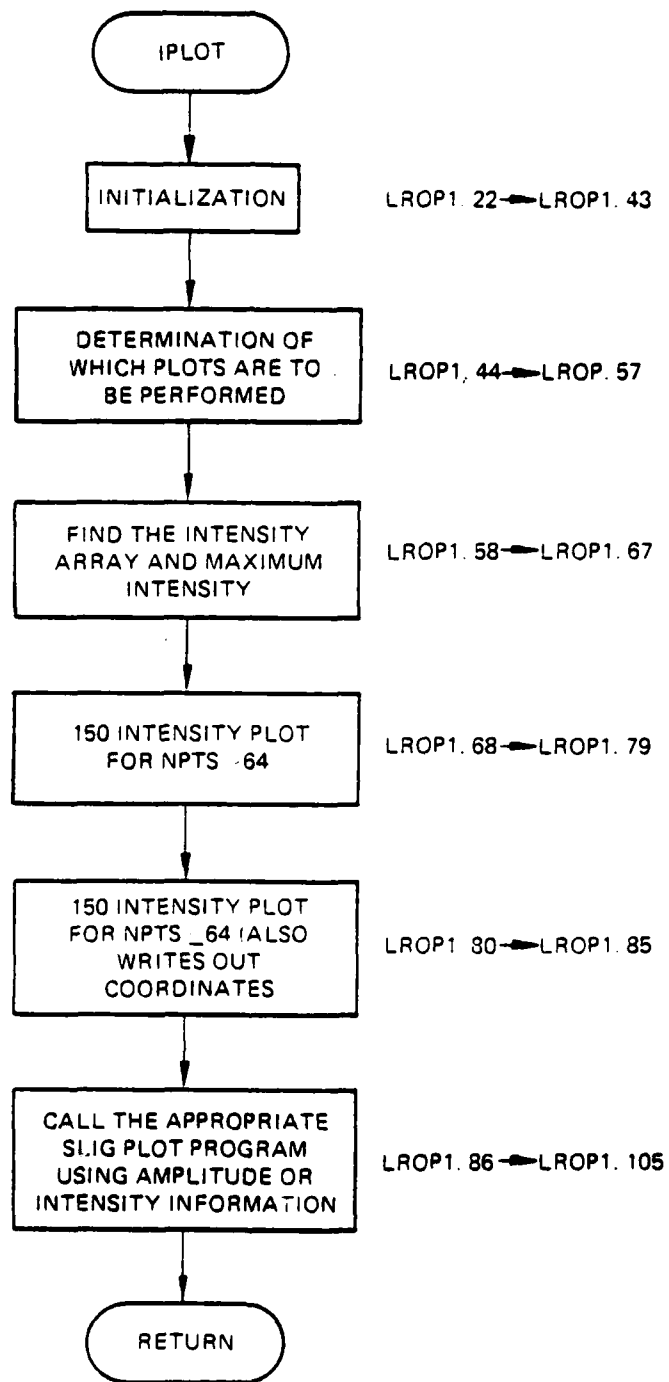 IPLOT
INITIALIZATION
LROP1. 22 LROP1. 43
DETERMINATION OF
WHICH PLOTS ARE TO
BE PERFORMED
LROP1, 44 LROP. 57
FIND THE INTENSITY
ARRAY AND MAXIMUM
INTENSITY
LROP1. 58 LROP1. 67
150 INTENSITY PLOT
FOR NPTS _64
LROP1. 68 LROP1. 79
150 INTENSITY PLOT
FOR NPTS _64 (ALSO
WRITES OUT
COORDINATES
LROP1 80 LROP1. 85
CALL THE APPROPRIATE
PLOT PROGRAM
USING AMPLITUDE OR
INTENSITY INFORMATION
LROP1. 86 LROP1. 105
RETURN